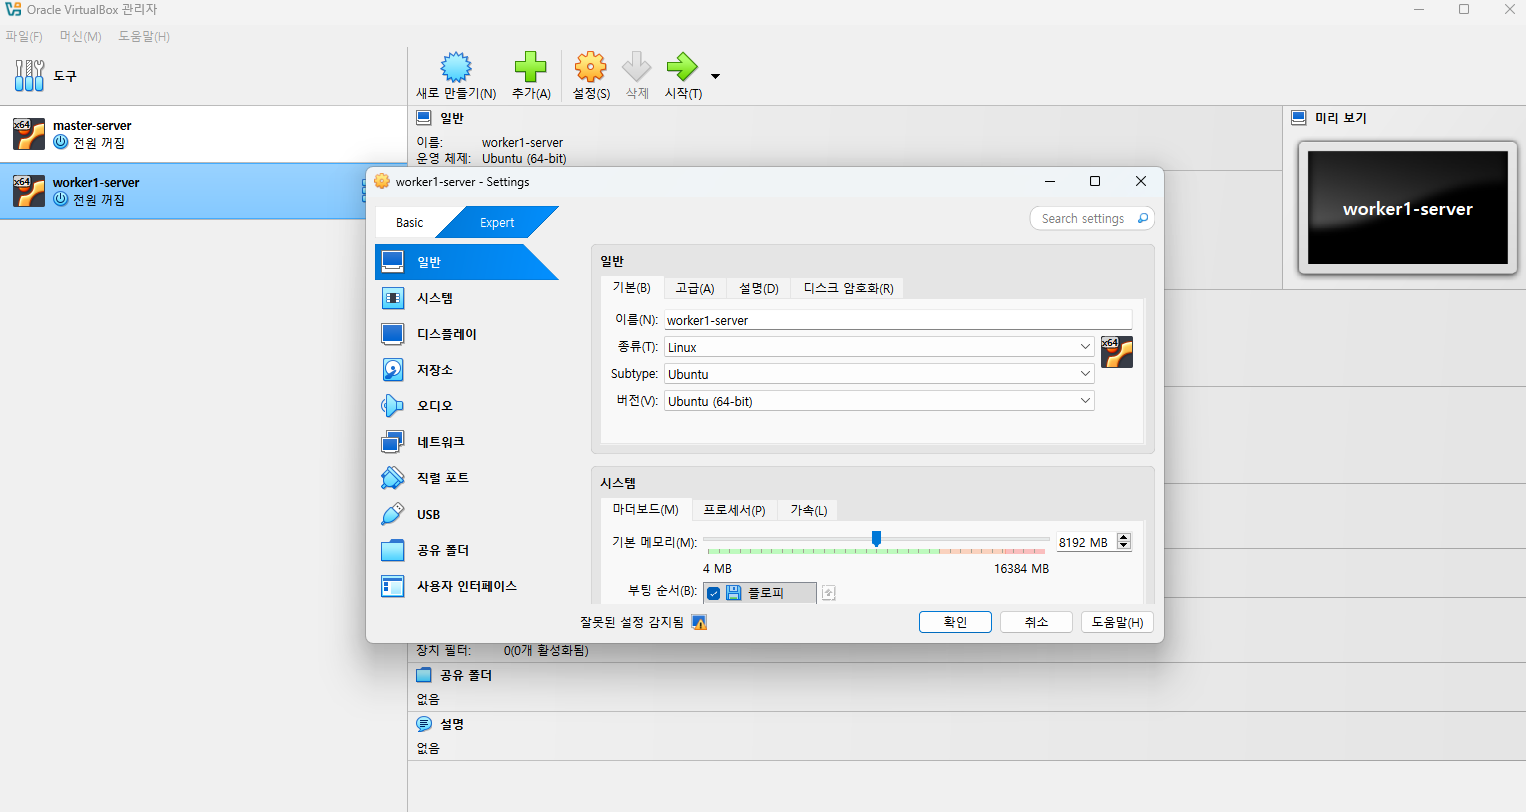 Oracle VirtualBox 관리자
파일(F) 머신(M) 도움말(H)
도구
새로 만들기(N) 추가(A) 설정(S) 삭제 시작(T)
x64 master-server
전원 꺼짐
x64 worker1-server
전원 꺼짐
일반
이름: worker1-server
운영 체제: Ubuntu (64-bit)
미리 보기
worker1-server
worker1-server - Settings
Basic Expert
Search settings
일반
시스템
디스플레이
저장소
오디오
네트워크
직렬 포트
USB
공유 폴더
사용자 인터페이스
일반
기본(B) 고급(A) 설명(D) 디스크 암호화(R)
이름(N): worker1-server
종류(T): Linux
x64
Subtype: Ubuntu
버전(V): Ubuntu (64-bit)
시스템
마더보드(M) 프로세서(P) 가속(L)
기본 메모리(M): 8192 MB
4 MB 16384 MB
부팅 순서(B): 플로피
잘못된 설정 감지됨
확인 취소 도움말(H)
장치 필터: 0(0개 활성화됨)
공유 폴더
없음
설명
없음